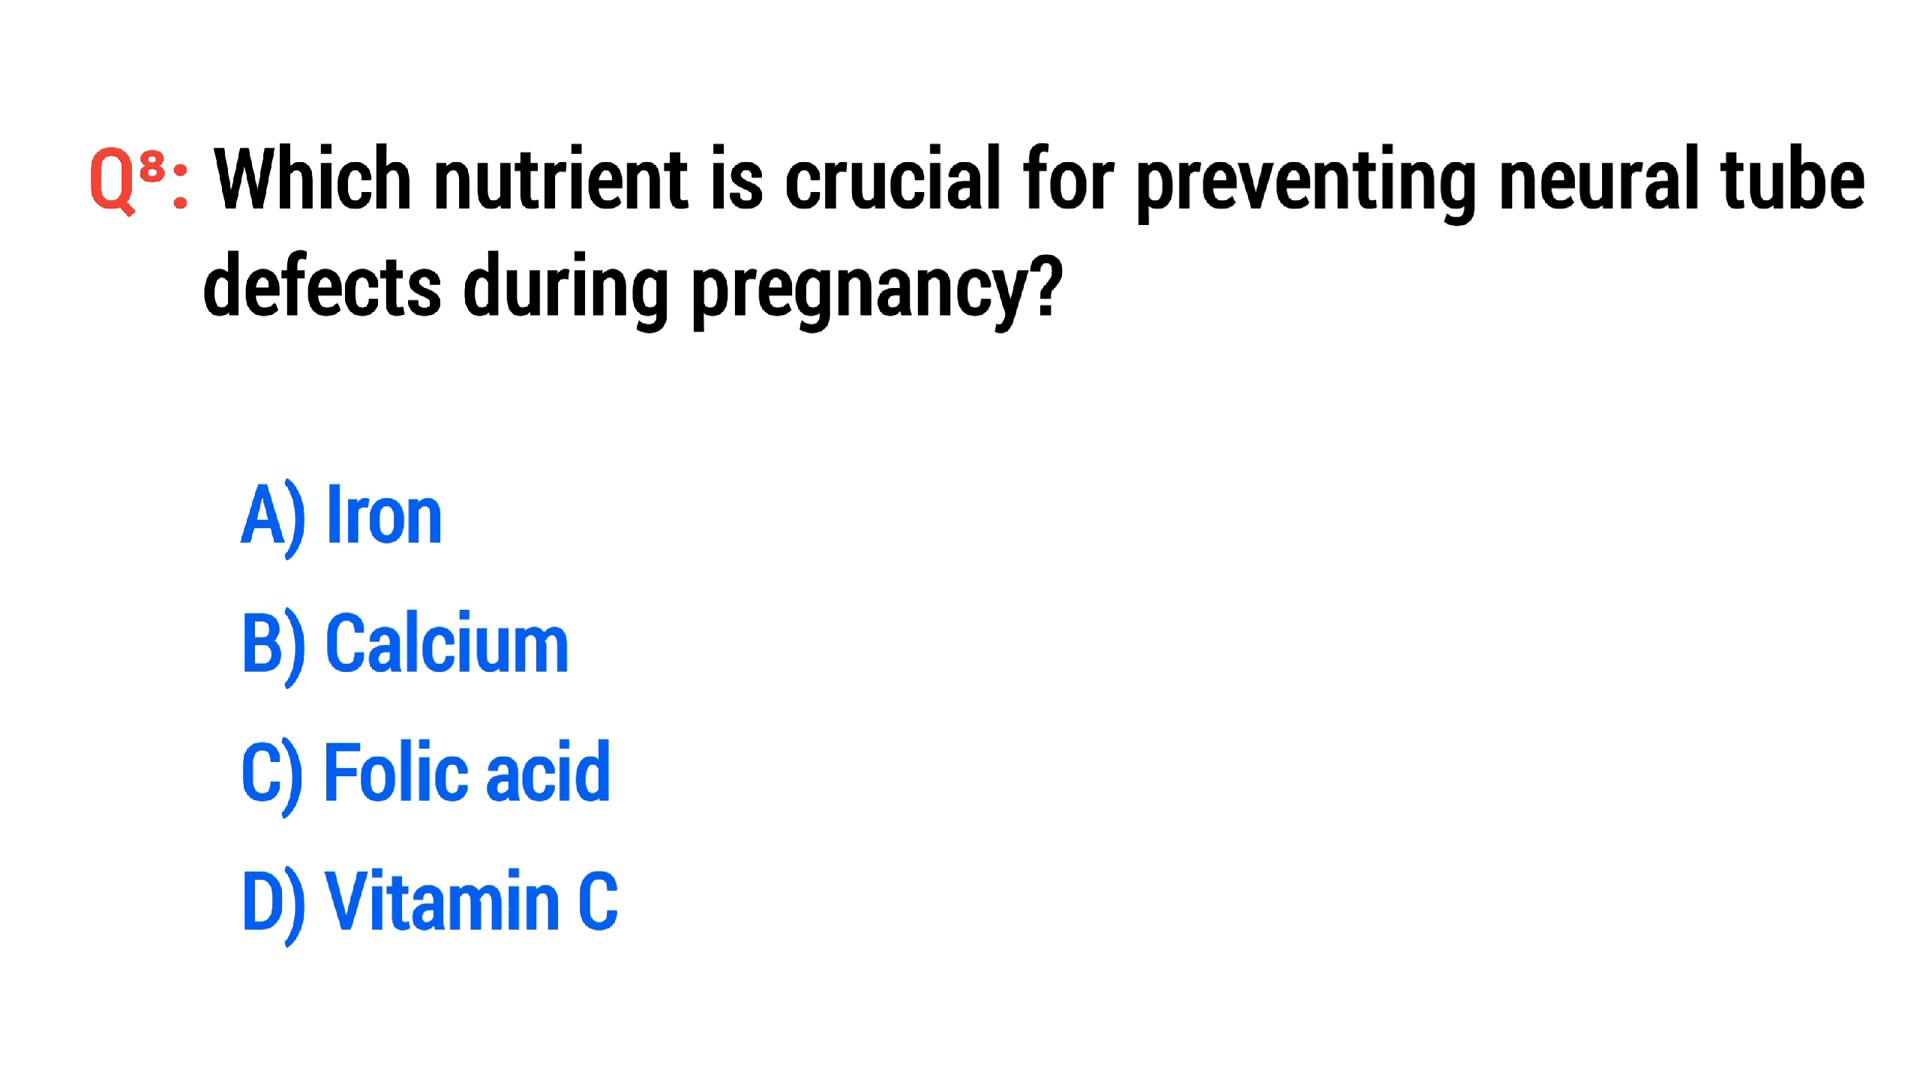 Q⁸: Which nutrient is crucial for preventing neural tube
defects during pregnancy?
A) Iron
B) Calcium
C) Folic acid
D) Vitamin C